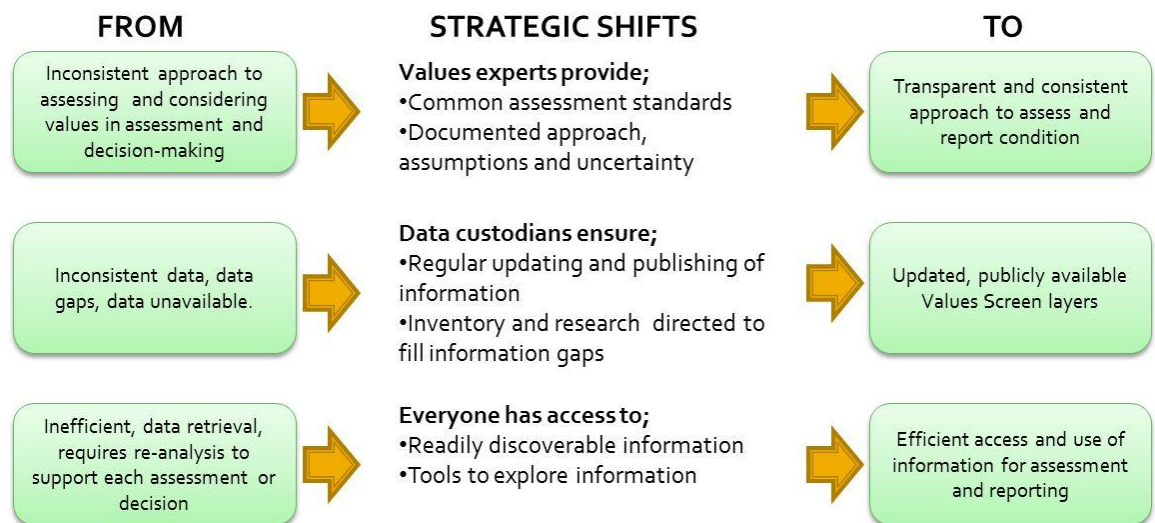 FROM
STRATEGIC SHIFTS
TO
Inconsistent approach to
assessing and considering
values in assessment and
decision-making
Values experts provide;
•Common assessment standards
•Documented approach,
assumptions and uncertainty
Transparent and consistent
approach to assess and
report condition
Inconsistent data, data
gaps, data unavailable.
Data custodians ensure;
•Regular updating and publishing of
information
•Inventory and research directed to
fill information gaps
Updated, publicly available
Values Screen layers
Inefficient, data retrieval,
requires re-analysis to
support each assessment or
decision
Everyone has access to;
•Readily discoverable information
•Tools to explore information
Efficient access and use of
information for assessment
and reporting